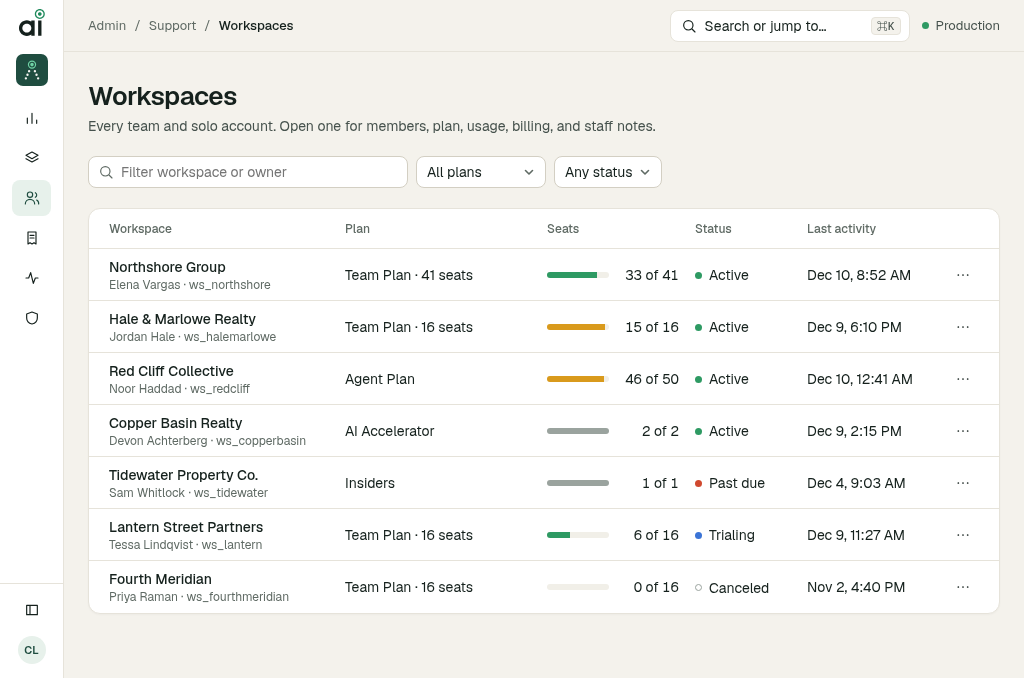 ai
Admin / Support / Workspaces
Search or jump to… ⌘K
Production
Workspaces
Every team and solo account. Open one for members, plan, usage, billing, and staff notes.
Filter workspace or owner
All plans
Any status
Workspace Plan Seats Status Last activity
Northshore Group
Elena Vargas · ws_northshore
Team Plan · 41 seats 33 of 41 Active Dec 10, 8:52 AM
Hale & Marlowe Realty
Jordan Hale · ws_halemarlowe
Team Plan · 16 seats 15 of 16 Active Dec 9, 6:10 PM
Red Cliff Collective
Noor Haddad · ws_redcliff
Agent Plan 46 of 50 Active Dec 10, 12:41 AM
Copper Basin Realty
Devon Achterberg · ws_copperbasin
AI Accelerator 2 of 2 Active Dec 9, 2:15 PM
Tidewater Property Co.
Sam Whitlock · ws_tidewater
Insiders 1 of 1 Past due Dec 4, 9:03 AM
Lantern Street Partners
Tessa Lindqvist · ws_lantern
Team Plan · 16 seats 6 of 16 Trialing Dec 9, 11:27 AM
Fourth Meridian
Priya Raman · ws_fourthmeridian
Team Plan · 16 seats 0 of 16 Canceled Nov 2, 4:40 PM
CL